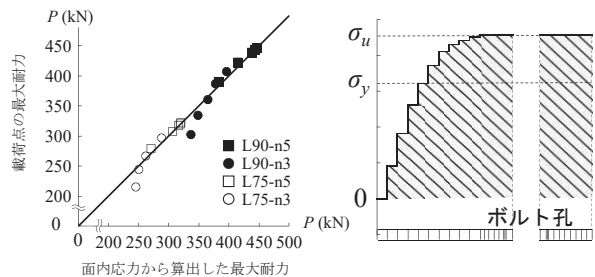 P (kN)
載荷点の最大耐力
450
400
350
300
250
200
0
0 200 250 300 350 400 450 500
P (kN)
面内応力から算出した最大耐力
L90-n5
L90-n3
L75-n5
L75-n3
σu
σy
0
ボルト孔